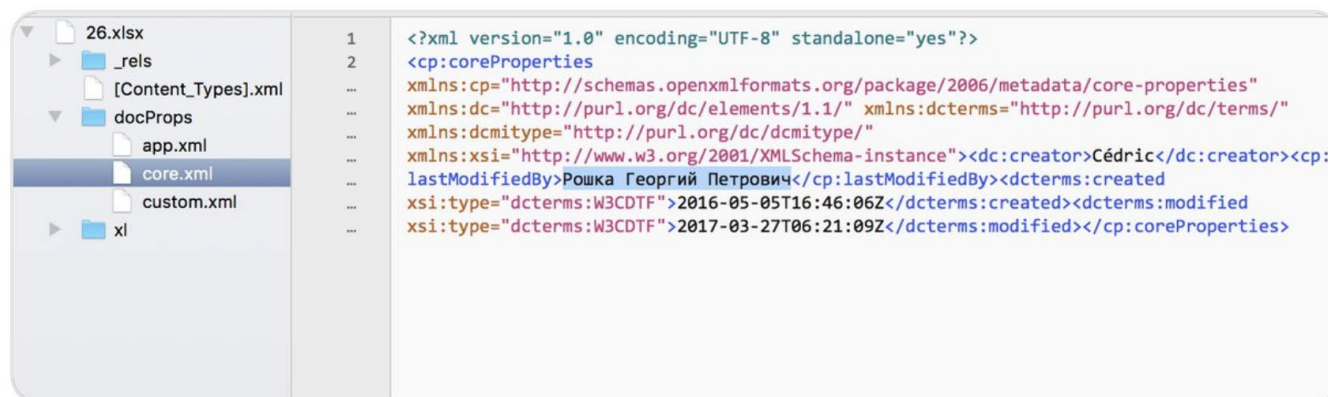 26.xlsx
_rels
[Content_Types].xml
docProps
app.xml
core.xml
custom.xml
xl
1 <?xml version="1.0" encoding="UTF-8" standalone="yes"?>
2 <cp:coreProperties
… xmlns:cp="http://schemas.openxmlformats.org/package/2006/metadata/core-properties"
… xmlns:dc="http://purl.org/dc/elements/1.1/" xmlns:dcterms="http://purl.org/dc/terms/"
… xmlns:dcmitype="http://purl.org/dc/dcmitype/"
… xmlns:xsi="http://www.w3.org/2001/XMLSchema-instance"><dc:creator>Cédric</dc:creator><cp:
… lastModifiedBy>Рошка Георгий Петрович</cp:lastModifiedBy><dcterms:created
… xsi:type="dcterms:W3CDTF">2016-05-05T16:46:06Z</dcterms:created><dcterms:modified
… xsi:type="dcterms:W3CDTF">2017-03-27T06:21:09Z</dcterms:modified></cp:coreProperties>